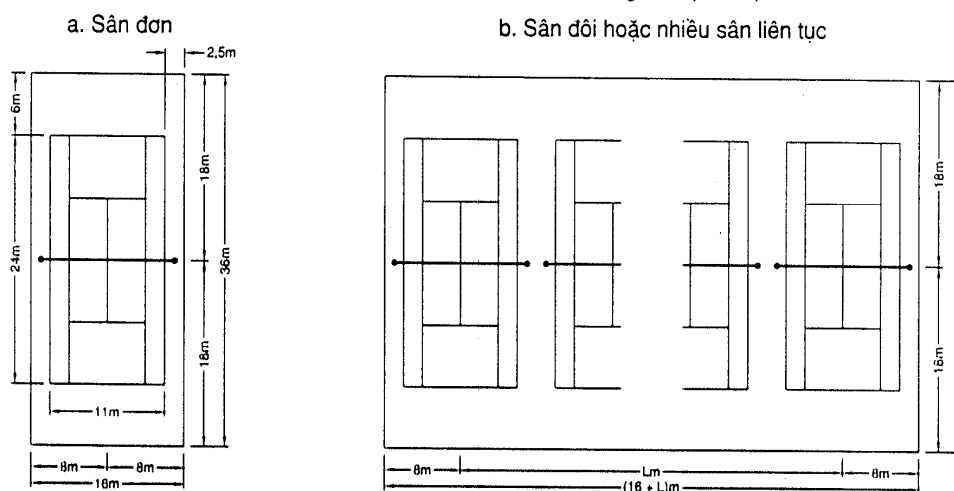 a. Sân đơn
b. Sân đôi hoặc nhiều sân liên tục
2,5m
6m
24m
18m
18m
36m
11m
8m
8m
16m
18m
18m
8m
Lm
8m
(16 + L)m